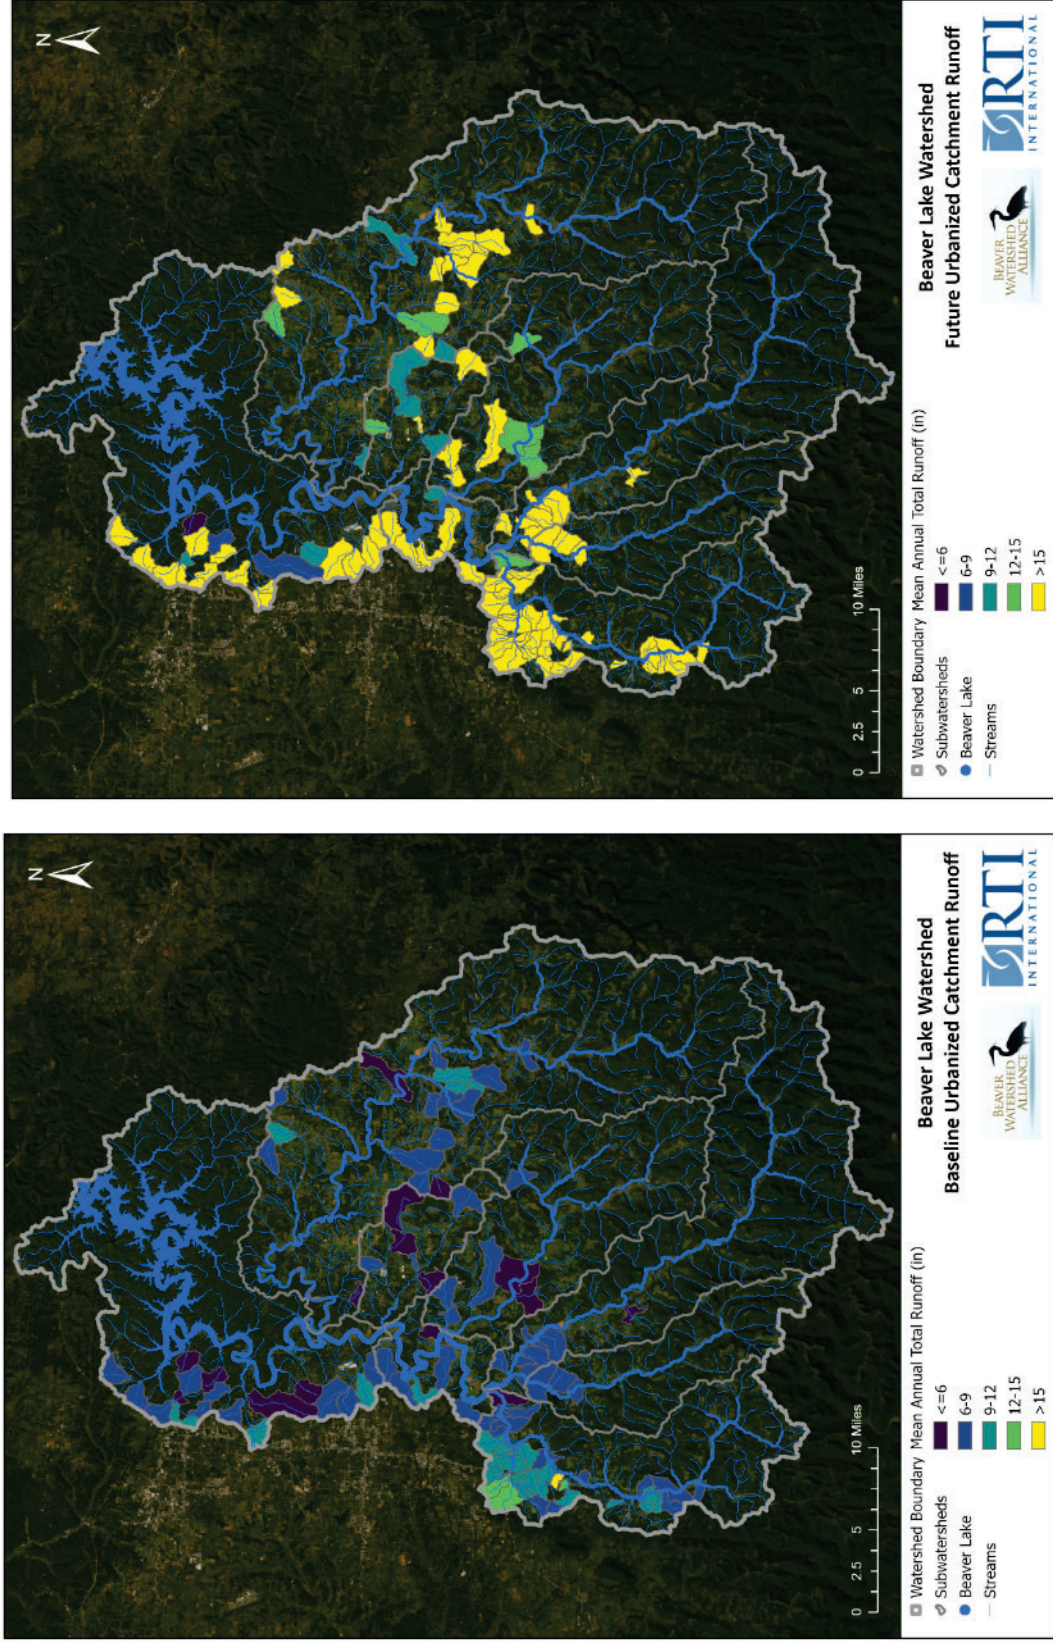 N
0
2.5
5
10 Miles
Watershed Boundary
Subwatersheds
Beaver Lake
Streams
Mean Annual Total Runoff (in)
<=6
6-9
9-12
12-15
>15
Beaver Lake Watershed
Baseline Urbanized Catchment Runoff
BEAVER
WATERSHED
ALLIANCE
RTI
INTERNATIONAL
N
0
2.5
5
10 Miles
Watershed Boundary
Subwatersheds
Beaver Lake
Streams
Mean Annual Total Runoff (in)
<=6
6-9
9-12
12-15
>15
Beaver Lake Watershed
Future Urbanized Catchment Runoff
BEAVER
WATERSHED
ALLIANCE
RTI
INTERNATIONAL